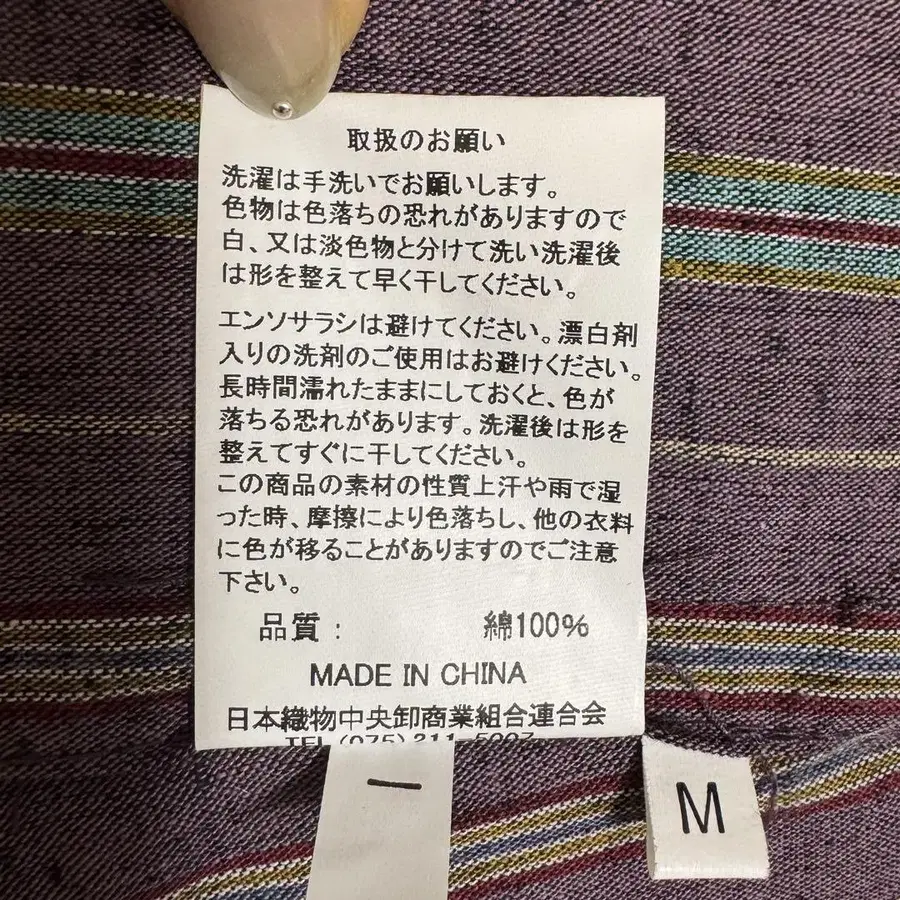 取扱のお願い
洗濯は手洗いでお願いします。
色物は色落ちの恐れがありますので
白、又は淡色物と分けて洗い洗濯後
は形を整えて早く干してください。
エンソサラシは避けてください。漂白剤
入りの洗剤のご使用はお避けください。
長時間濡れたままにしておくと、色が
落ちる恐れがあります。洗濯後は形を
整えてすぐに干してください。
この商品の素材の性質上汗や雨で湿
った時、摩擦により色落ちし、他の衣料
に色が移ることがありますのでご注意
下さい。
品質： 綿100%
MADE IN CHINA
日本織物中央卸商業組合連合会
TEL (075) 211-5007
M